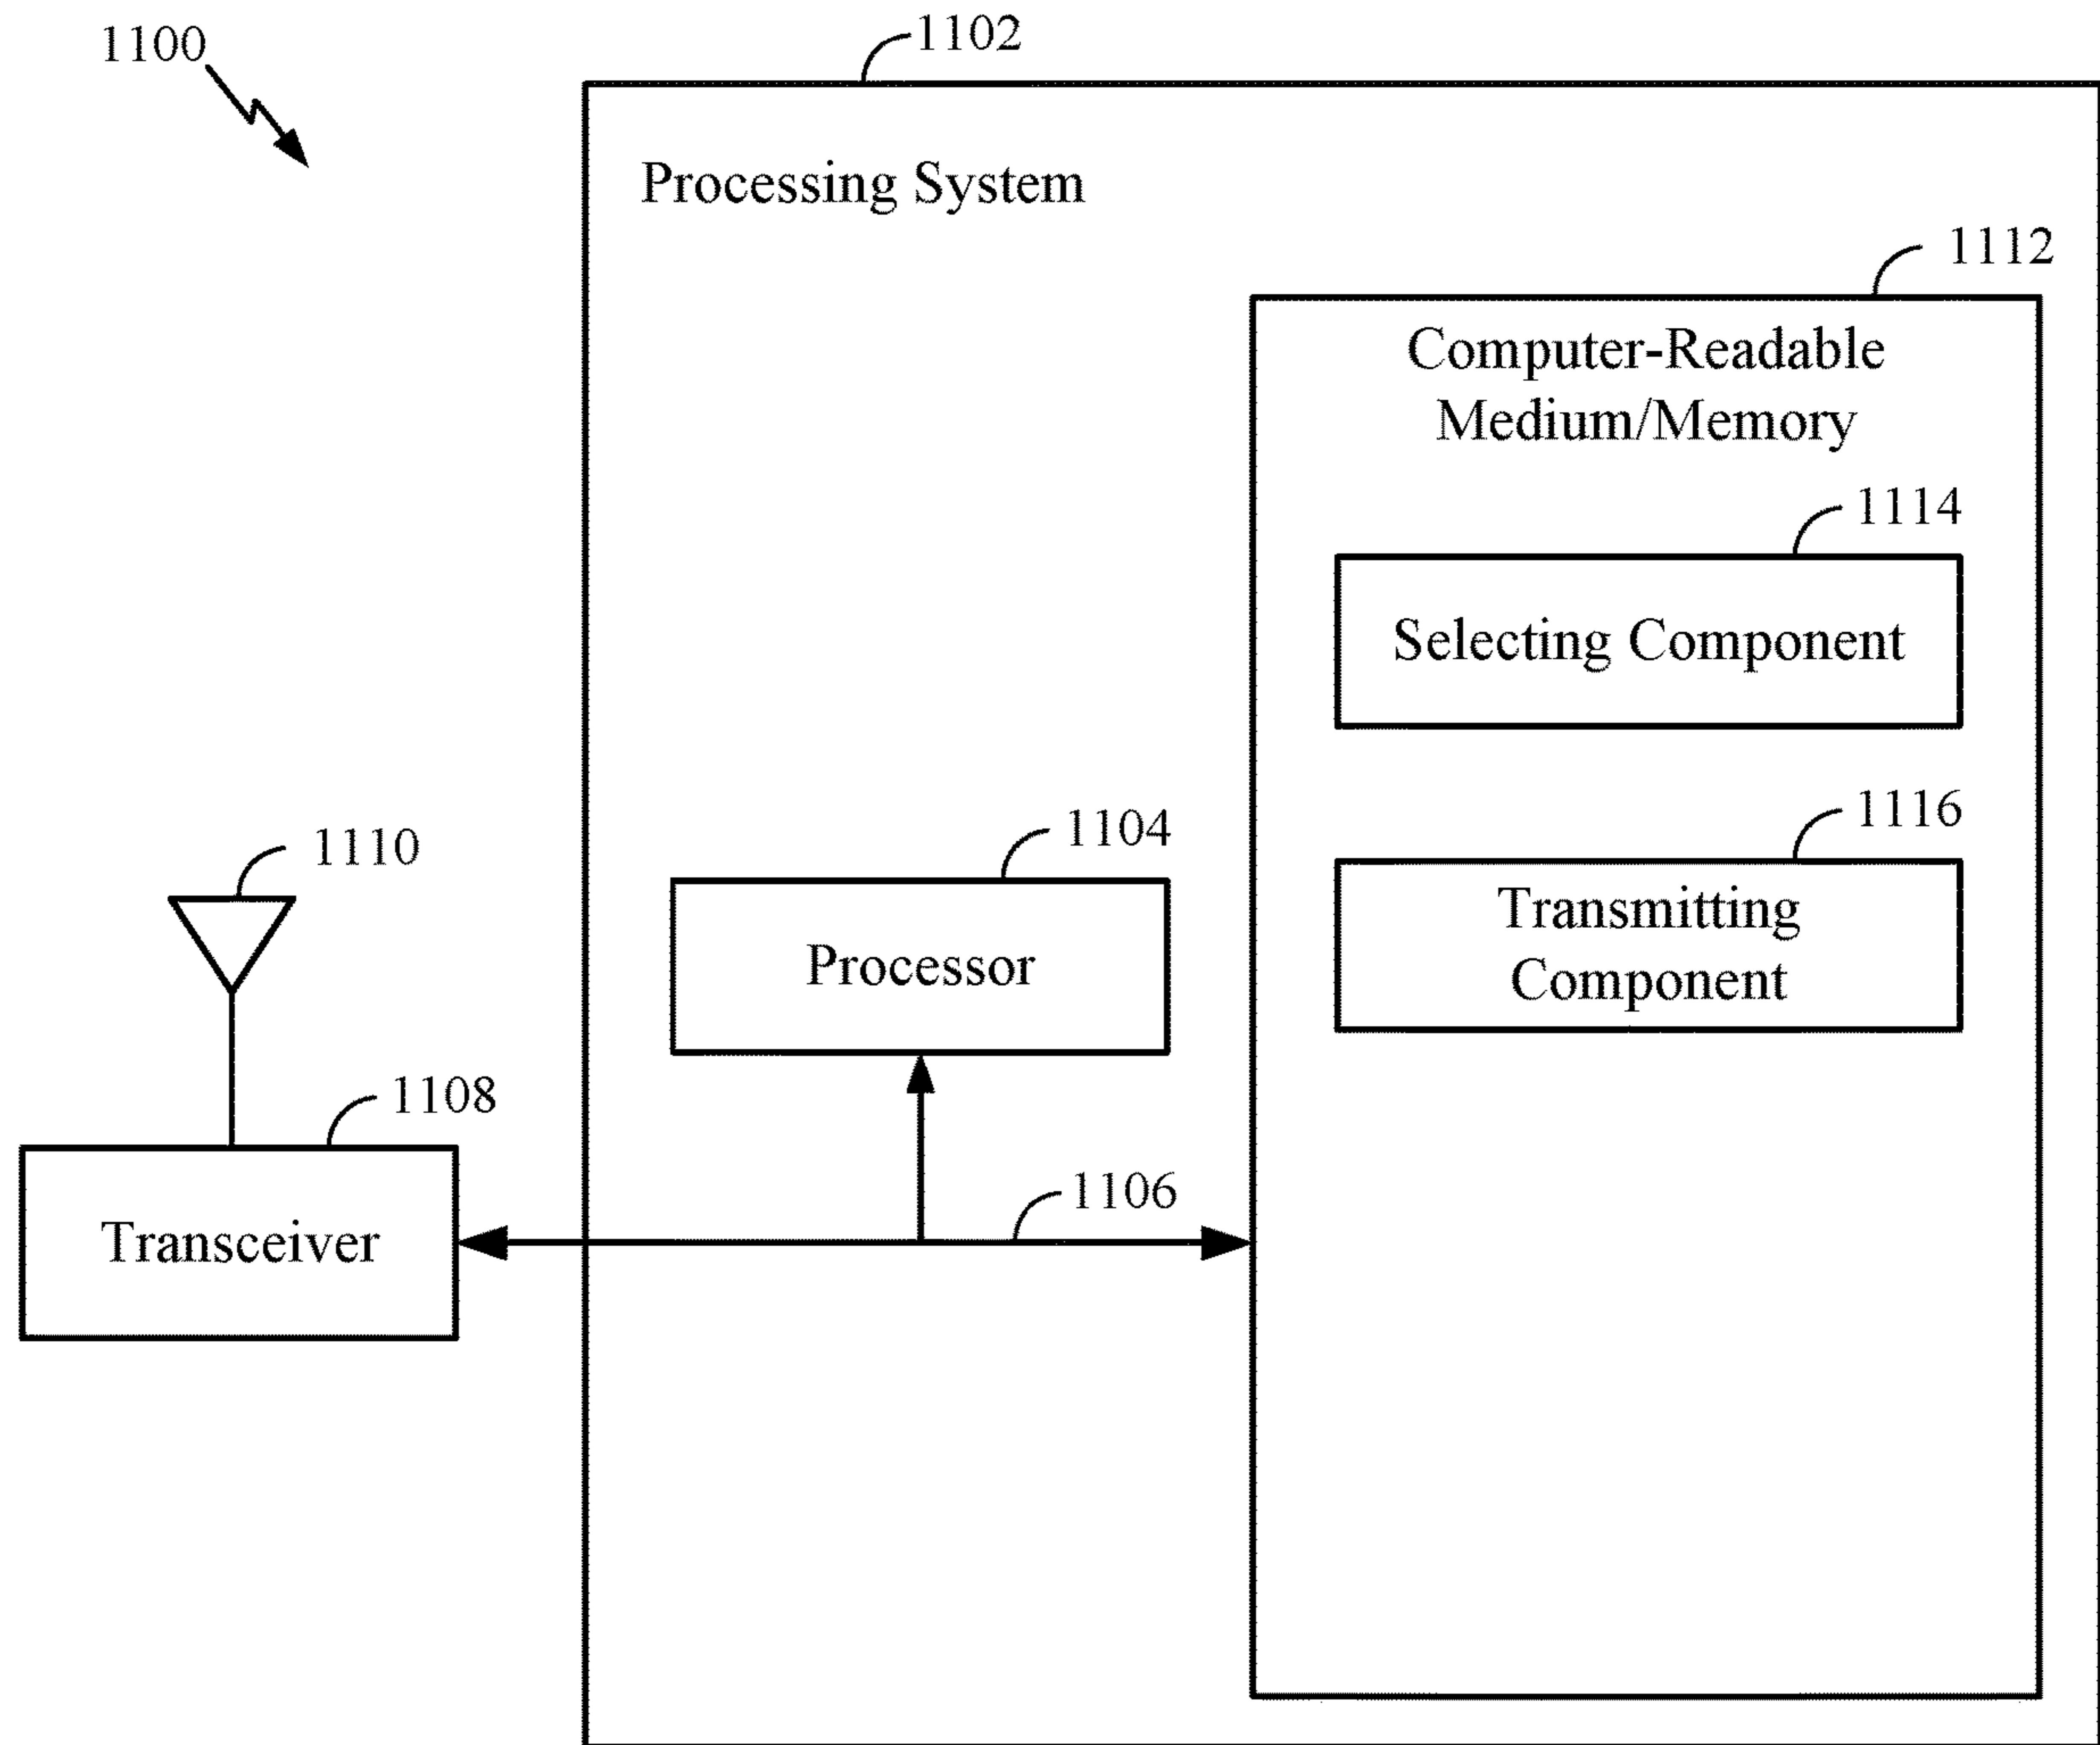 1100
1102
Processing System
1112
Computer-Readable
Medium/Memory
1114
Selecting Component
1116
Transmitting
Component
1104
Processor
1110
1108
Transceiver
1106